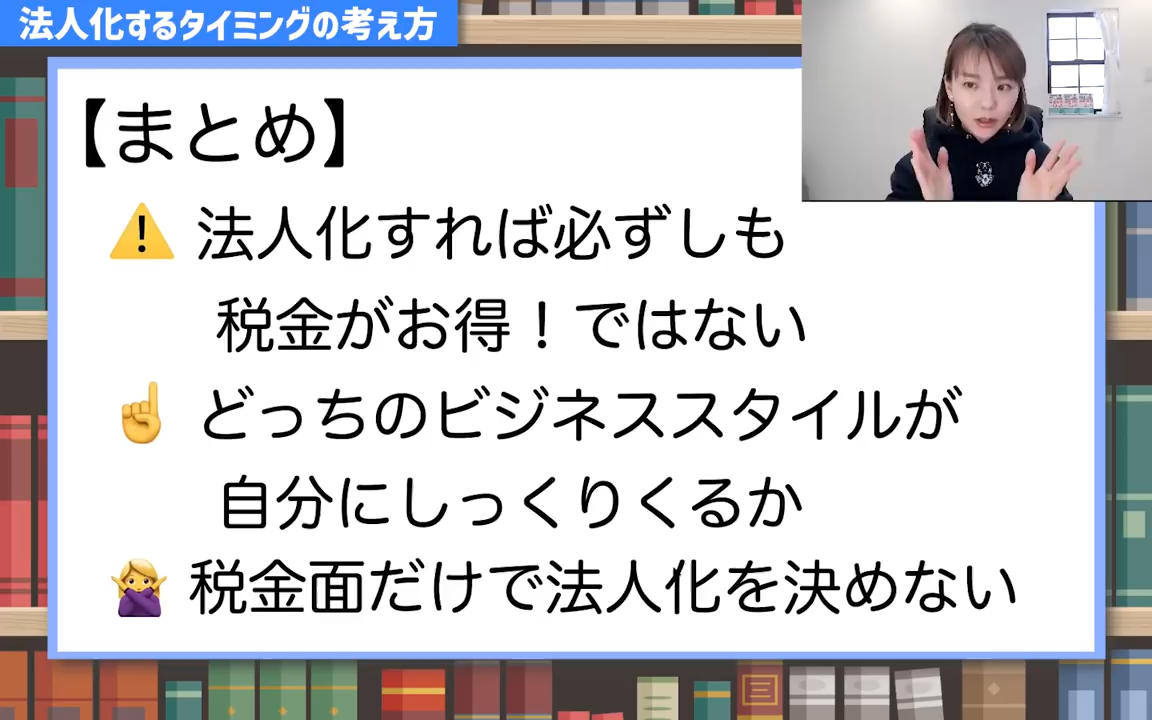 法人化するタイミングの考え方
【まとめ】
⚠️ 法人化すれば必ずしも
税金がお得！ではない
☝️ どっちのビジネススタイルが
自分にしっくりくるか
🙅 税金面だけで法人化を決めない